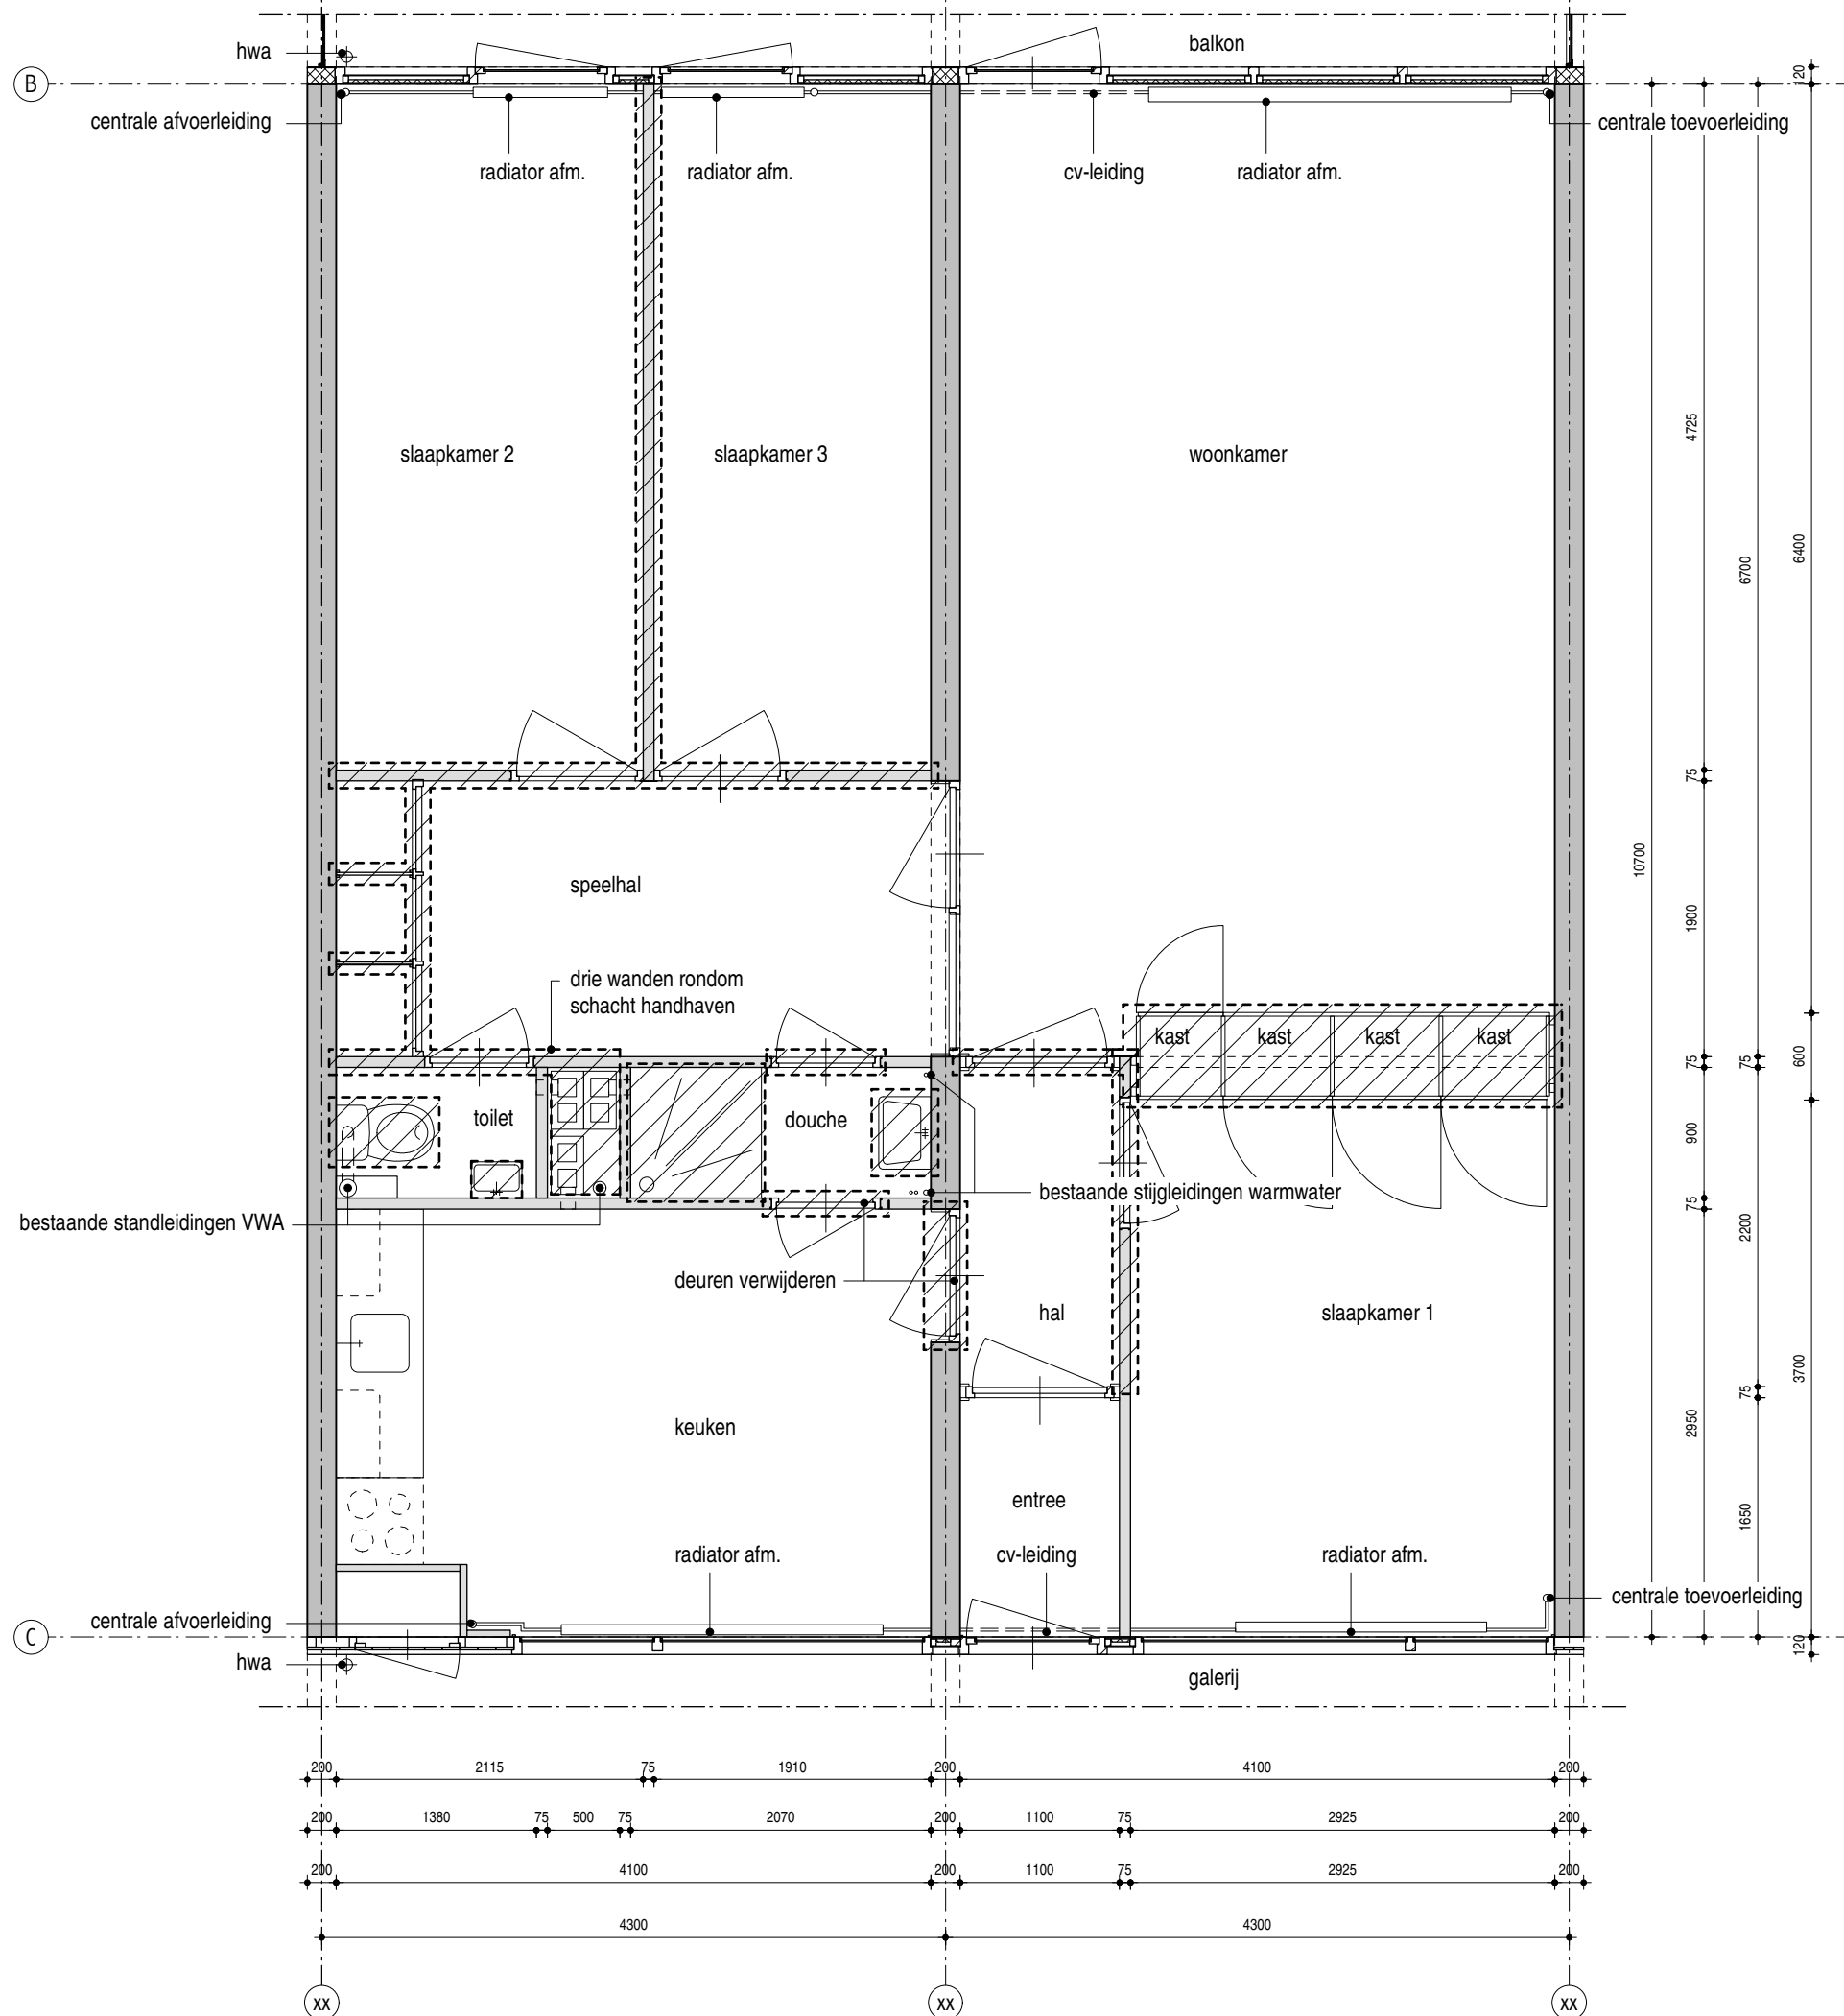 hwa
balkon
B
120
centrale afvoerleiding
centrale toevoerleiding
radiator afm.
radiator afm.
cv-leiding
radiator afm.
slaapkamer 2
slaapkamer 3
woonkamer
4725
6700
6400
10700
75
speelhal
1900
drie wanden rondom
schacht handhaven
kast
kast
kast
kast
75
75
600
toilet
douche
900
bestaande stijgleidingen warmwater
75
bestaande standleidingen VWA
2200
deuren verwijderen
hal
slaapkamer 1
3700
75
keuken
2950
entree
1650
radiator afm.
cv-leiding
radiator afm.
centrale toevoerleiding
centrale afvoerleiding
C
120
hwa
galerij
200
2115
75
1910
200
4100
200
200
1380
75
500
75
2070
200
1100
75
2925
200
200
4100
200
1100
75
2925
200
4300
4300
xx
xx
xx